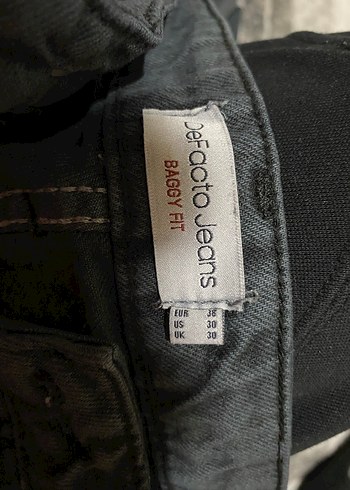 DeFacto Jeans
BAGGY FIT
EUR 38
US 30
UK 30